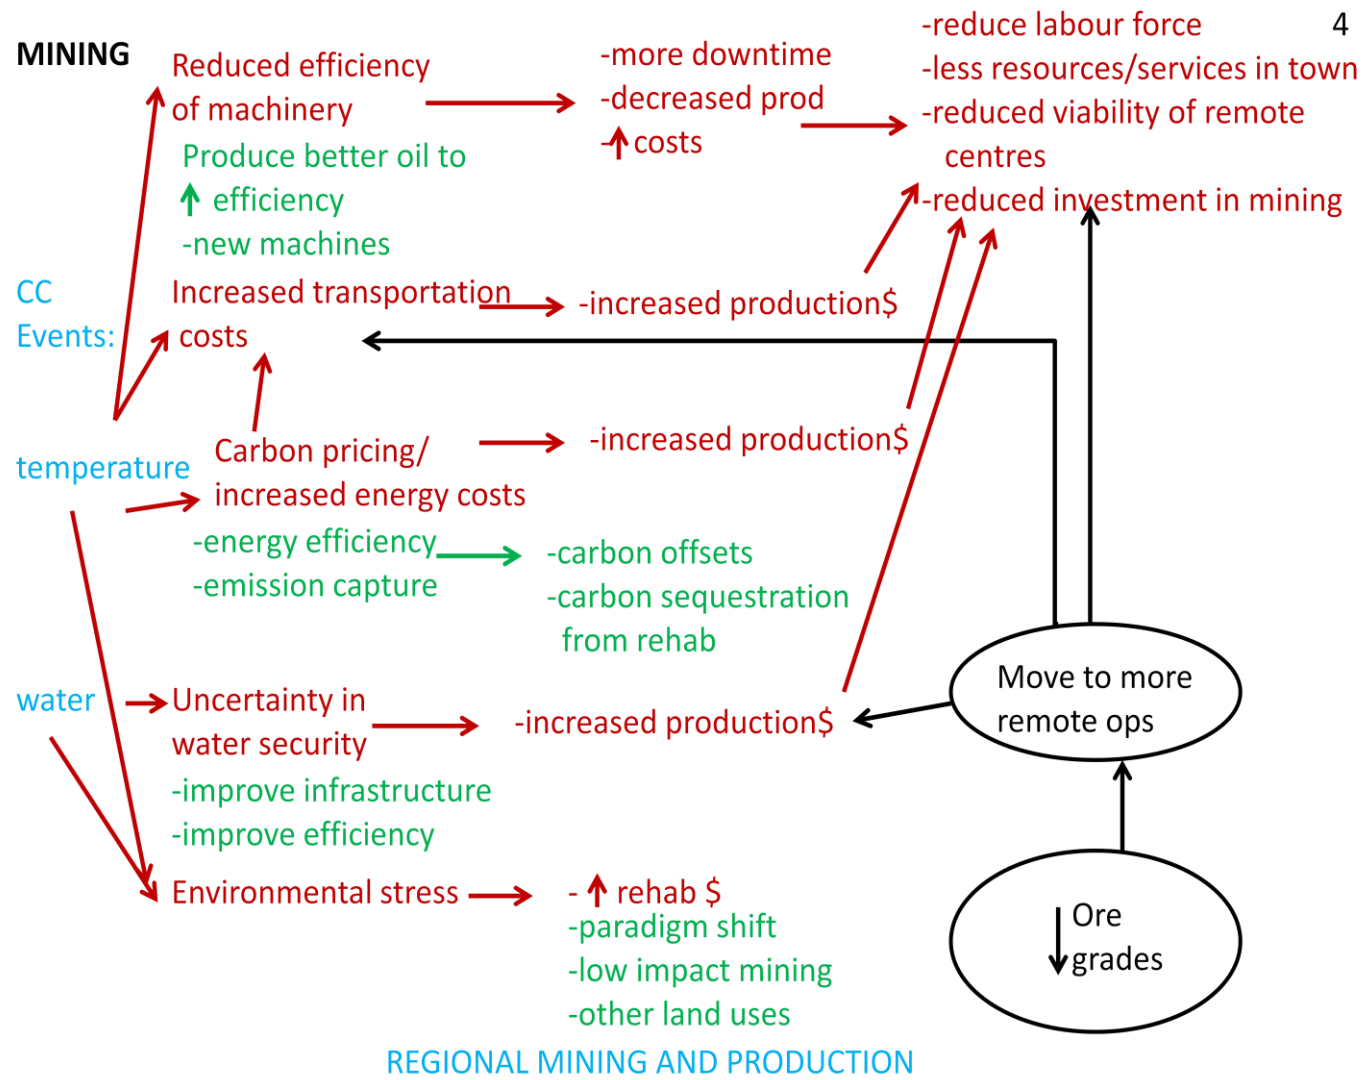 MINING
4
Reduced efficiency
of machinery
Produce better oil to
↑ efficiency
-new machines
-more downtime
-decreased prod
-↑ costs
-reduce labour force
-less resources/services in town
-reduced viability of remote
centres
-reduced investment in mining
CC
Events:
Increased transportation
costs
-increased production$
temperature
Carbon pricing/
increased energy costs
-increased production$
-energy efficiency
-emission capture
-carbon offsets
-carbon sequestration
from rehab
water
Uncertainty in
water security
-increased production$
-improve infrastructure
-improve efficiency
Move to more
remote ops
Environmental stress
- ↑ rehab $
-paradigm shift
-low impact mining
-other land uses
↓ Ore
grades
REGIONAL MINING AND PRODUCTION